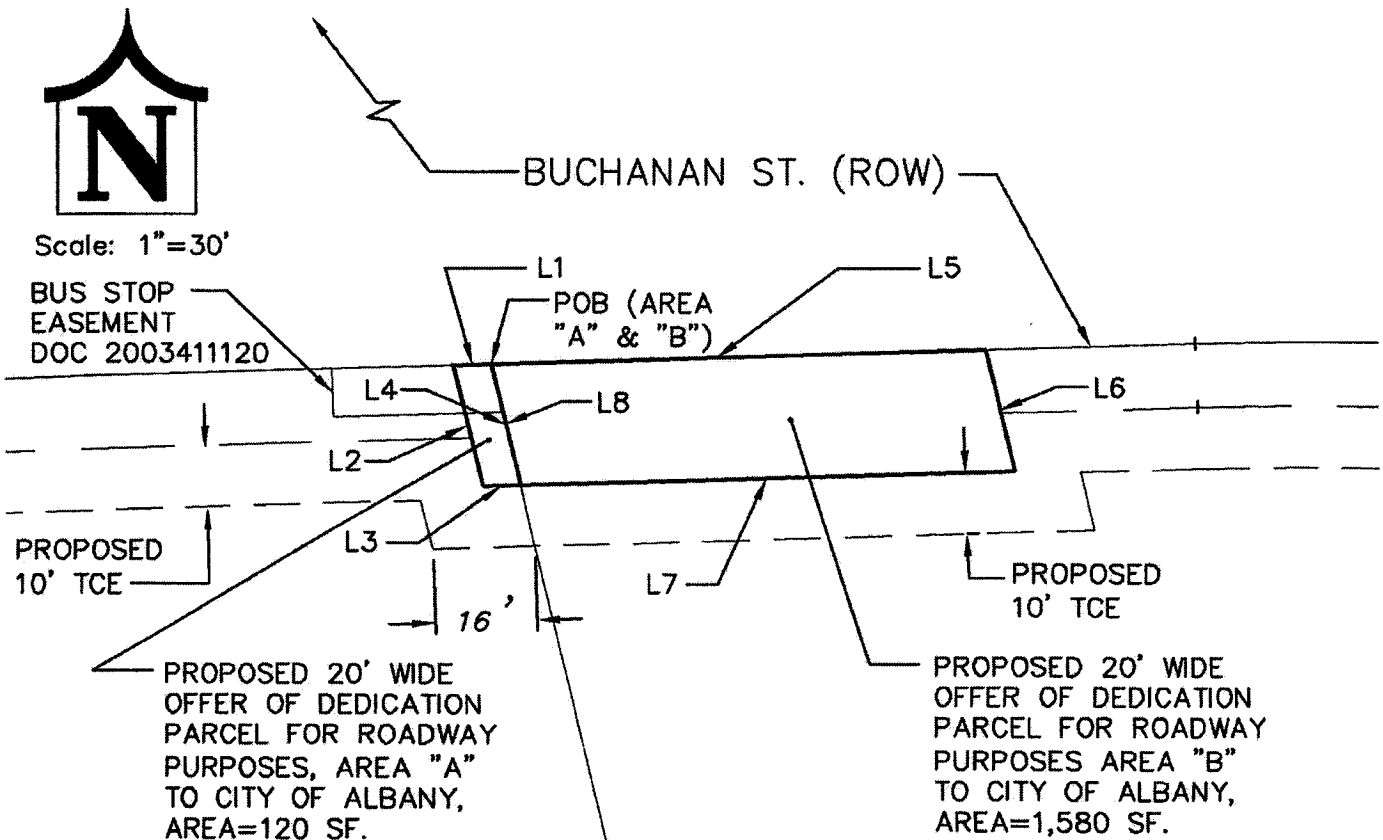 N
Scale: 1"=30'
BUCHANAN ST. (ROW)
BUS STOP
EASEMENT
DOC 2003411120
L1
POB (AREA
"A" & "B")
L5
L4
L8
L6
L2
L3
L7
PROPOSED
10' TCE
16'
PROPOSED
10' TCE
PROPOSED 20' WIDE
OFFER OF DEDICATION
PARCEL FOR ROADWAY
PURPOSES, AREA "A"
TO CITY OF ALBANY,
AREA=120 SF.
PROPOSED 20' WIDE
OFFER OF DEDICATION
PARCEL FOR ROADWAY
PURPOSES AREA "B"
TO CITY OF ALBANY,
AREA=1,580 SF.